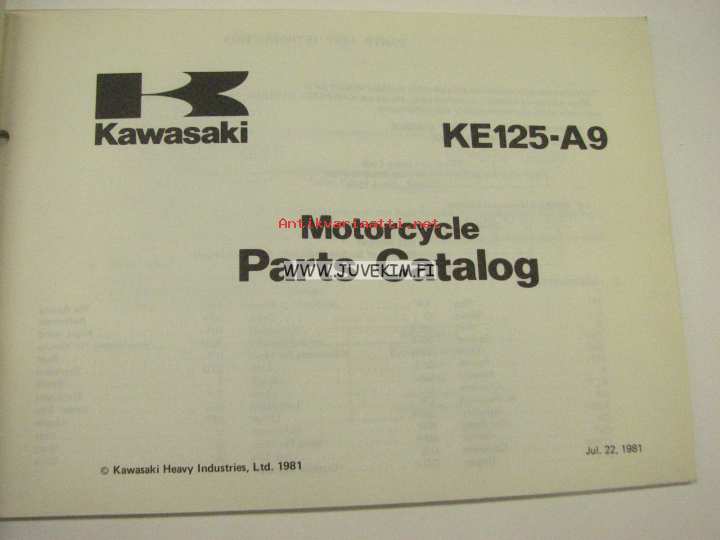 Kawasaki
KE125-A9
Antikvariaatti.net
Motorcycle
Parts Catalog
WWW.JUVEKIM.FI
© Kawasaki Heavy Industries, Ltd. 1981
Jul. 22, 1981